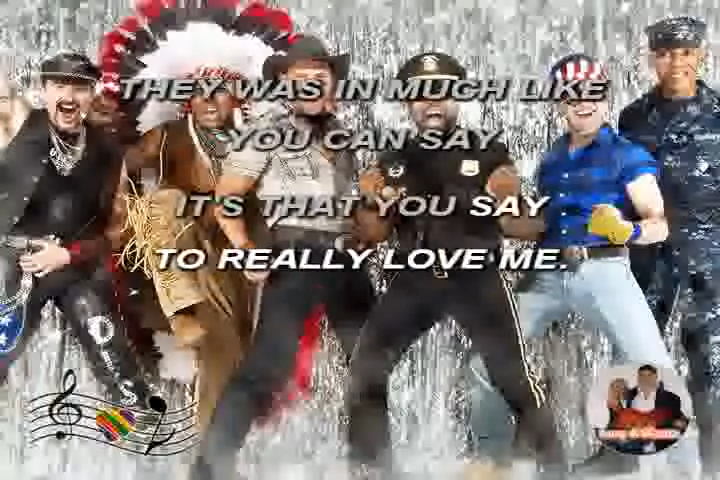 THEY WAS IN MUCH LIKE
YOU CAN SAY
IT'S THAT YOU SAY
TO REALLY LOVE ME.